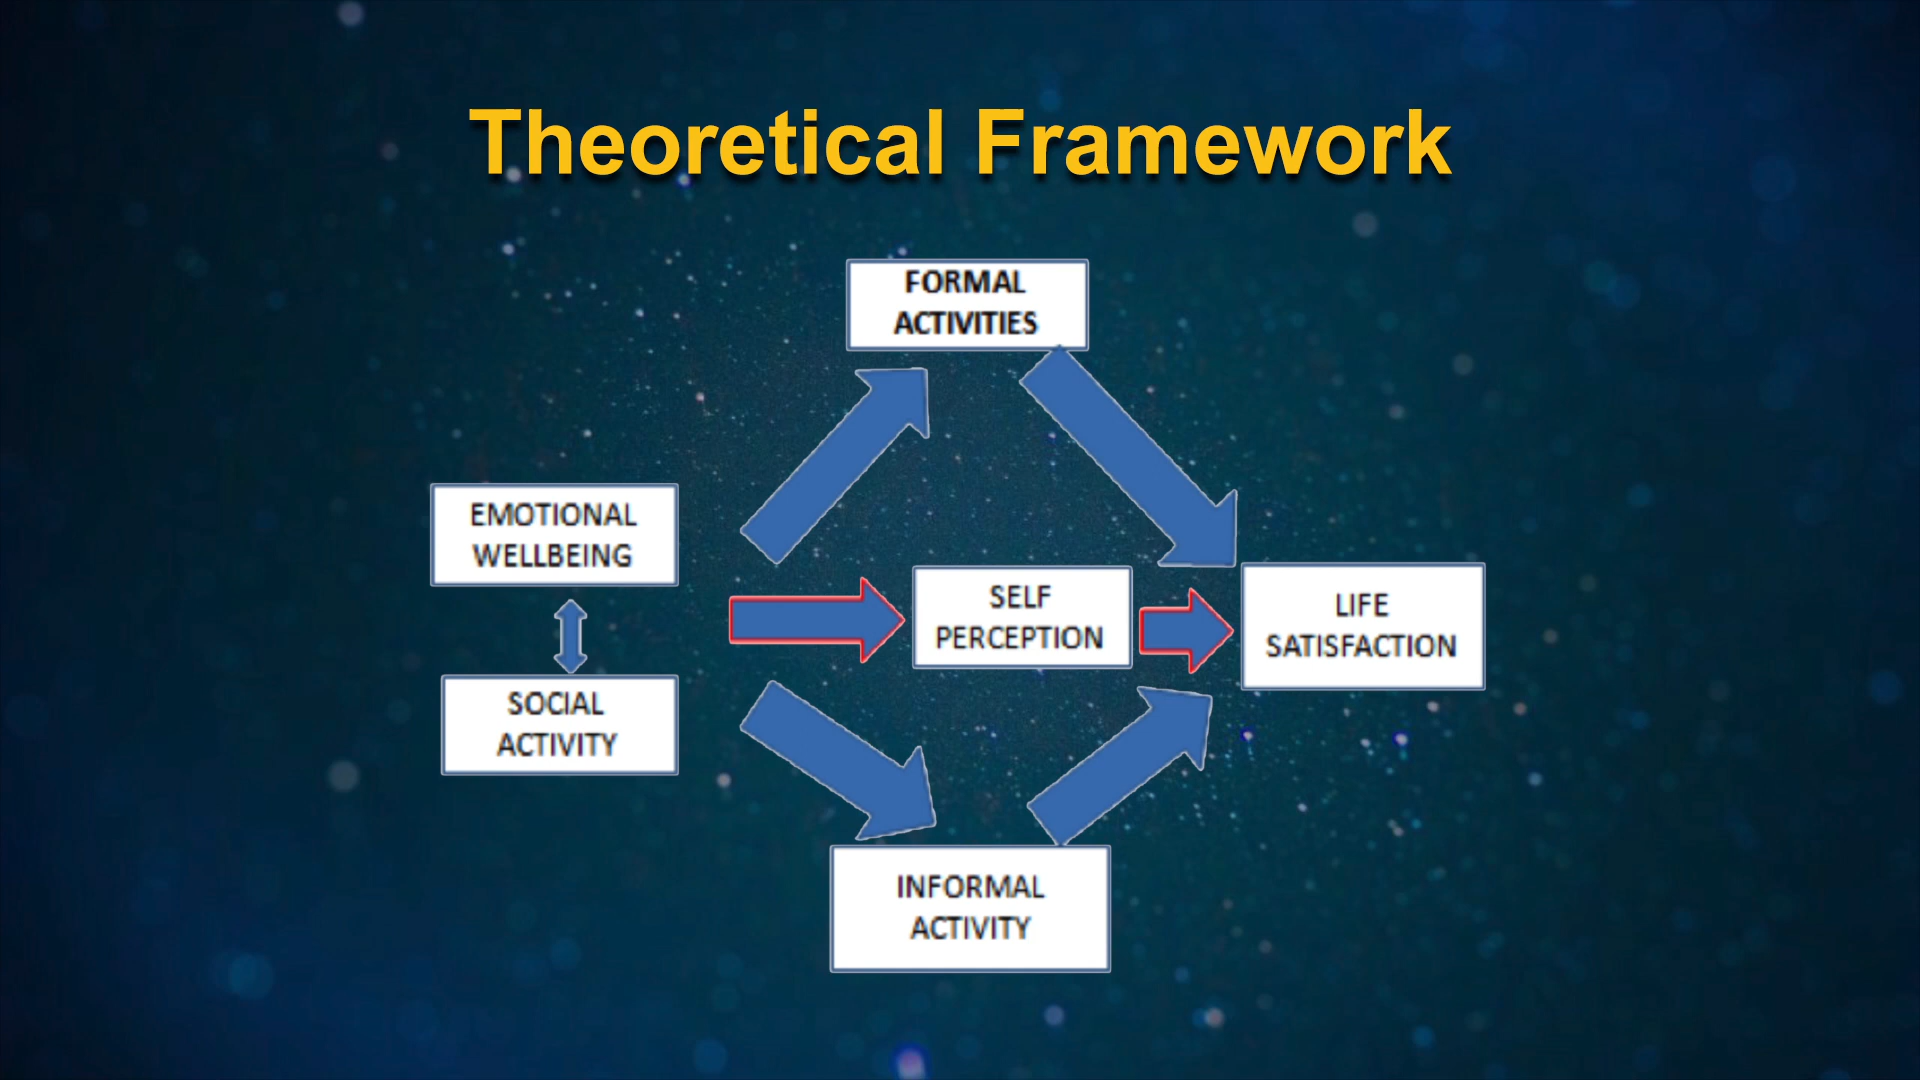 Theoretical Framework
FORMAL
ACTIVITIES
EMOTIONAL
WELLBEING
SELF
PERCEPTION
LIFE
SATISFACTION
SOCIAL
ACTIVITY
INFORMAL
ACTIVITY